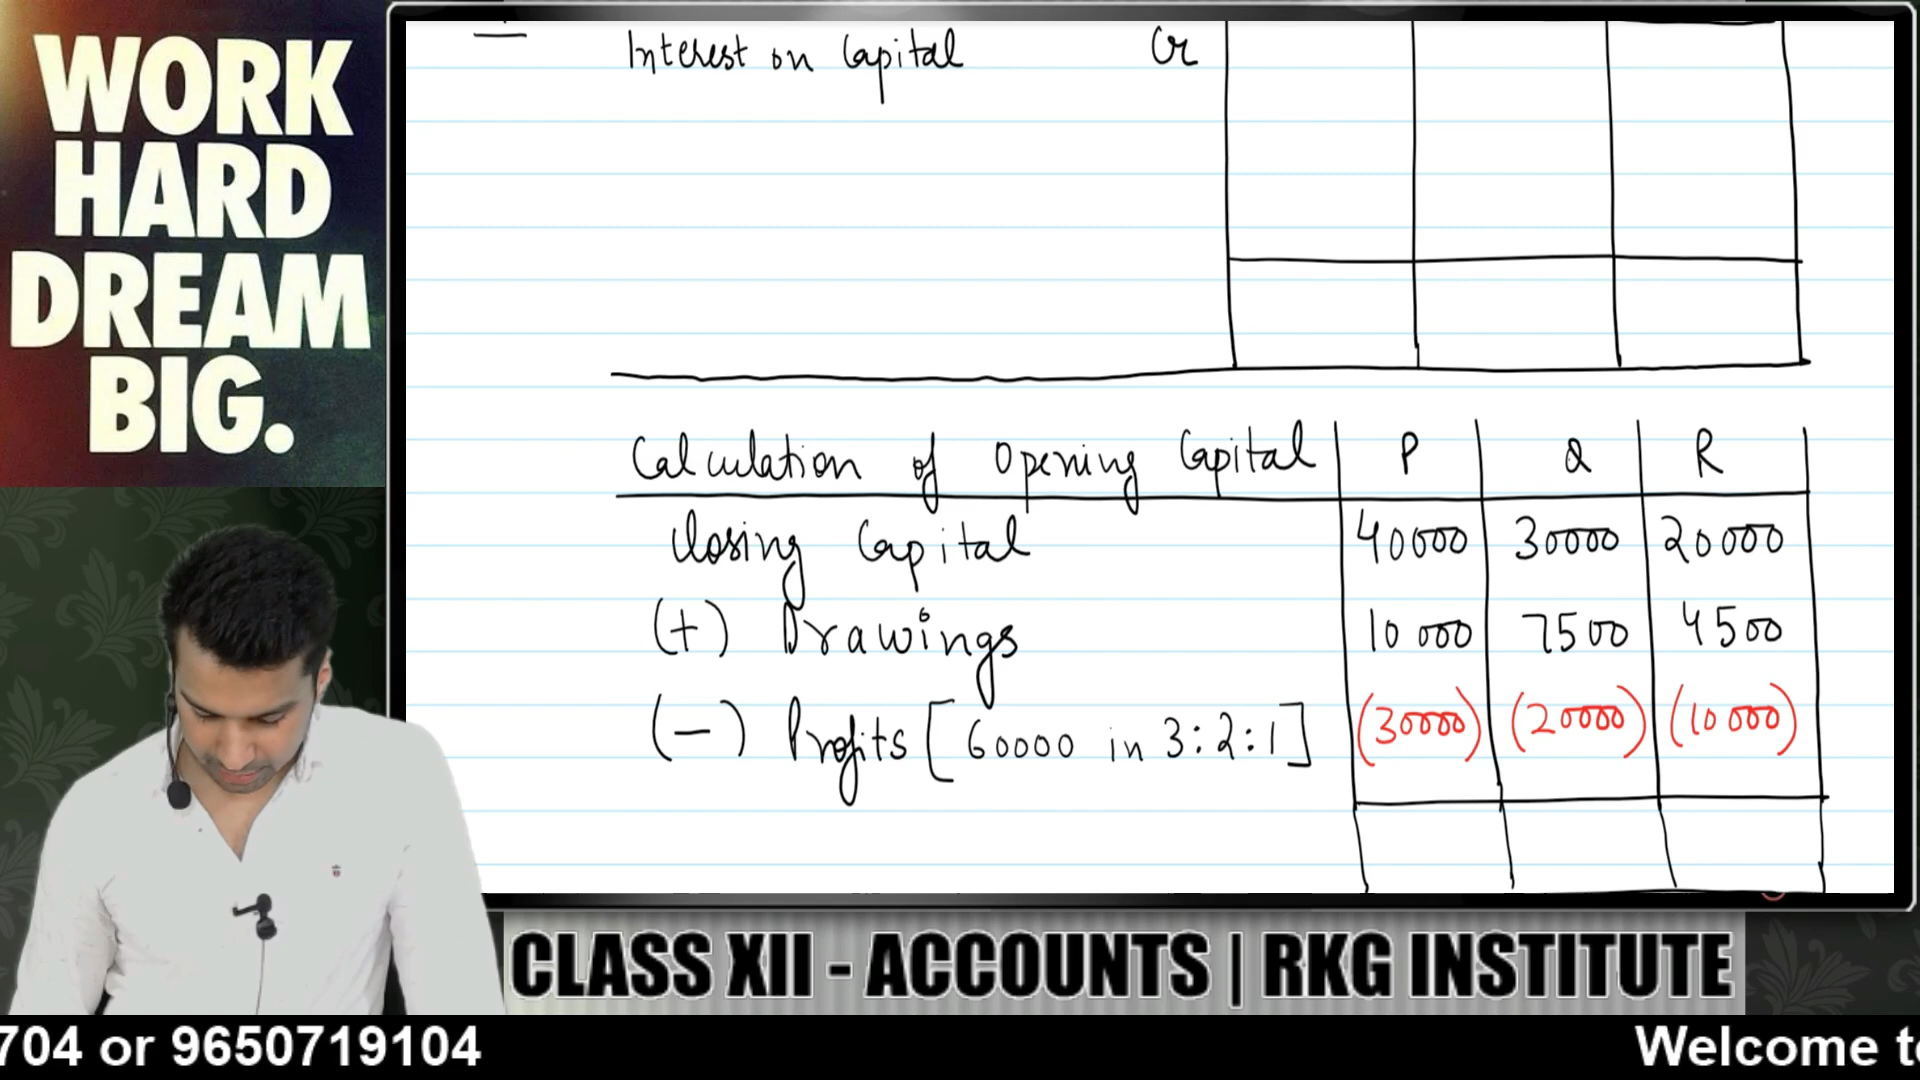 WORK
HARD
DREAM
BIG.
Interest on Capital Cr
Calculation of Opening Capital P Q R
Closing Capital 40000 30000 20000
(+) Drawings 10000 7500 4500
(-) Profits [60000 in 3:2:1] (30000) (20000) (10000)
CLASS XII - ACCOUNTS | RKG INSTITUTE
704 or 9650719104
Welcome to